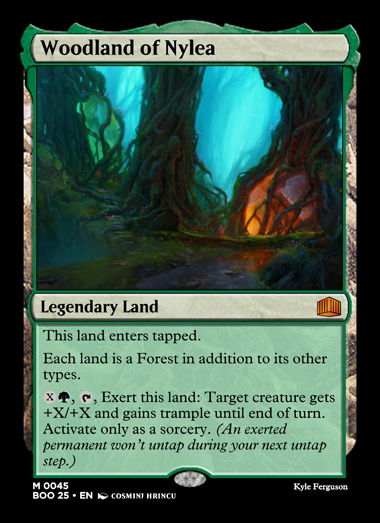 Woodland of Nylea
Legendary Land
This land enters tapped.
Each land is a Forest in addition to its other
types.
X, Exert this land: Target creature gets
+X/+X and gains trample until end of turn.
Activate only as a sorcery. (An exerted
permanent won't untap during your next untap
step.)
M 0045
BOO 25 • EN COSMINJ HRINCU
Kyle Ferguson